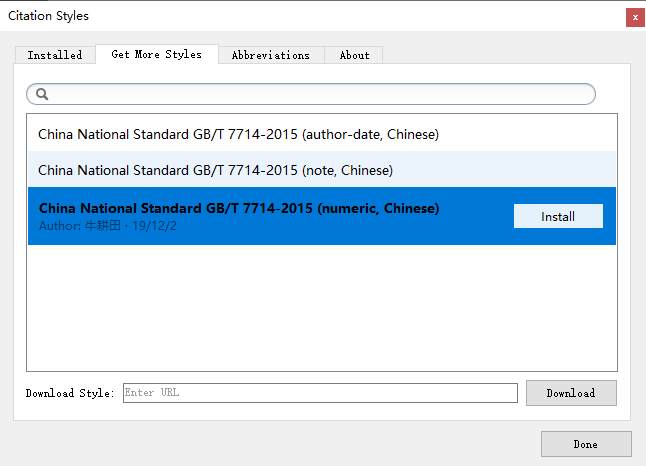 Citation Styles
x
Installed
Get More Styles
Abbreviations
About
China National Standard GB/T 7714-2015 (author-date, Chinese)
China National Standard GB/T 7714-2015 (note, Chinese)
China National Standard GB/T 7714-2015 (numeric, Chinese)
Author: 牛耕田 · 19/12/2
Install
Download Style:
Enter URL
Download
Done